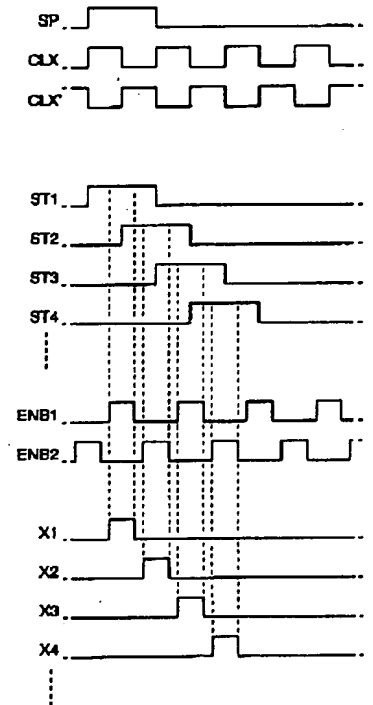 SP
CLX
CLX'
ST1
ST2
ST3
ST4
ENB1
ENB2
X1
X2
X3
X4